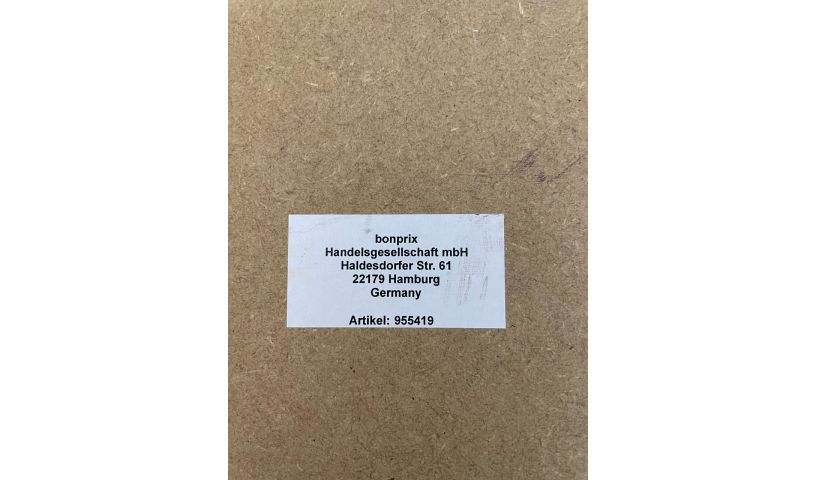 bonprix
Handelsgesellschaft mbH
Haldesdorfer Str. 61
22179 Hamburg
Germany
Artikel: 955419